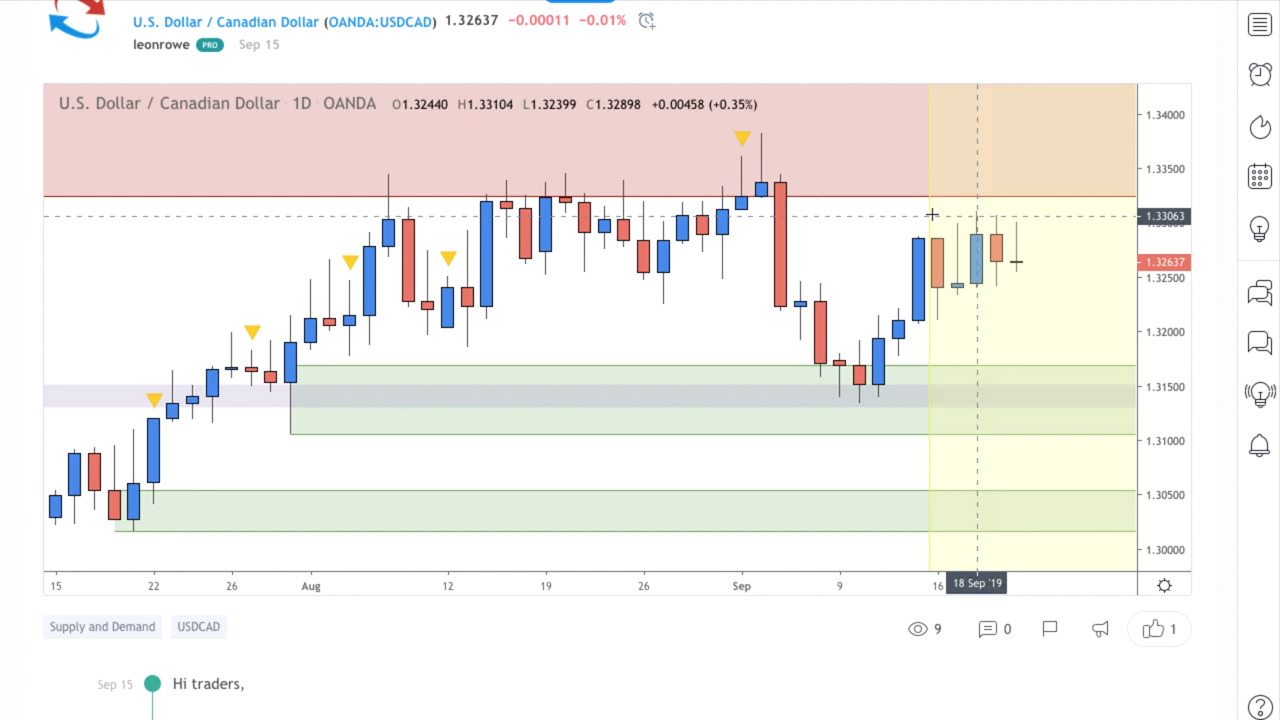 U.S. Dollar / Canadian Dollar (OANDA:USDCAD) 1.32637 −0.00011 −0.01%
leonrowe PRO Sep 15
U.S. Dollar / Canadian Dollar 1D OANDA O1.32440 H1.33104 L1.32399 C1.32898 +0.00458 (+0.35%)
1.34000
1.33500
1.33063
1.32637
1.32500
1.32000
1.31500
1.31000
1.30500
1.30000
15 22 26 Aug 12 19 26 Sep 9 16 18 Sep '19
Supply and Demand USDCAD 9 0 1
Sep 15 Hi traders,